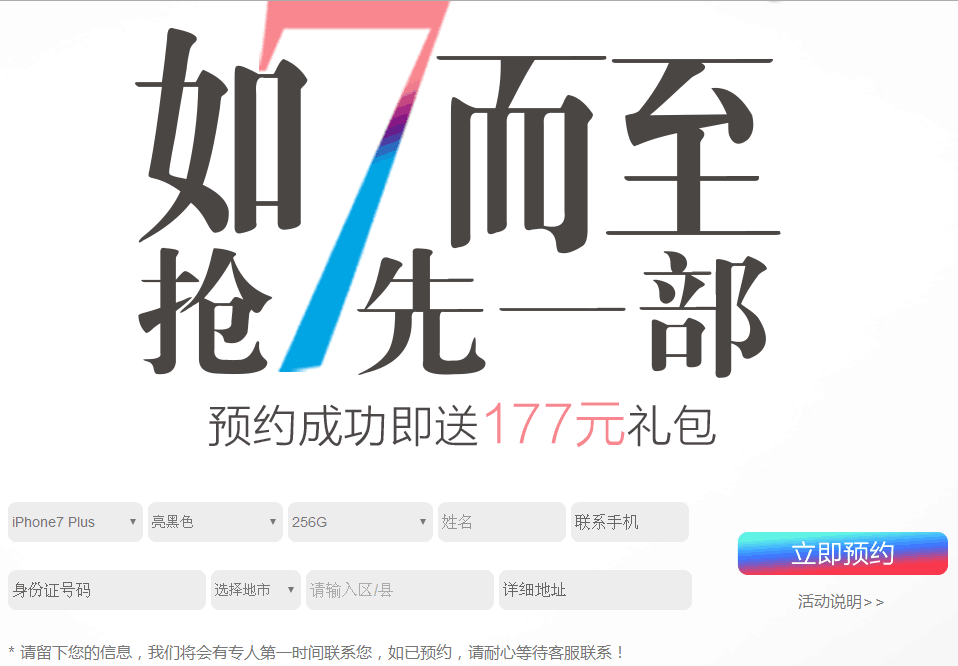 如7而至
抢先一部
预约成功即送177元礼包
iPhone7 Plus ▾ 亮黑色 ▾ 256G ▾ 姓名 联系手机
立即预约
身份证号码 选择地市 ▾ 请输入区/县 详细地址
活动说明>>
* 请留下您的信息，我们将会有专人第一时间联系您，如已预约，请耐心等待客服联系！